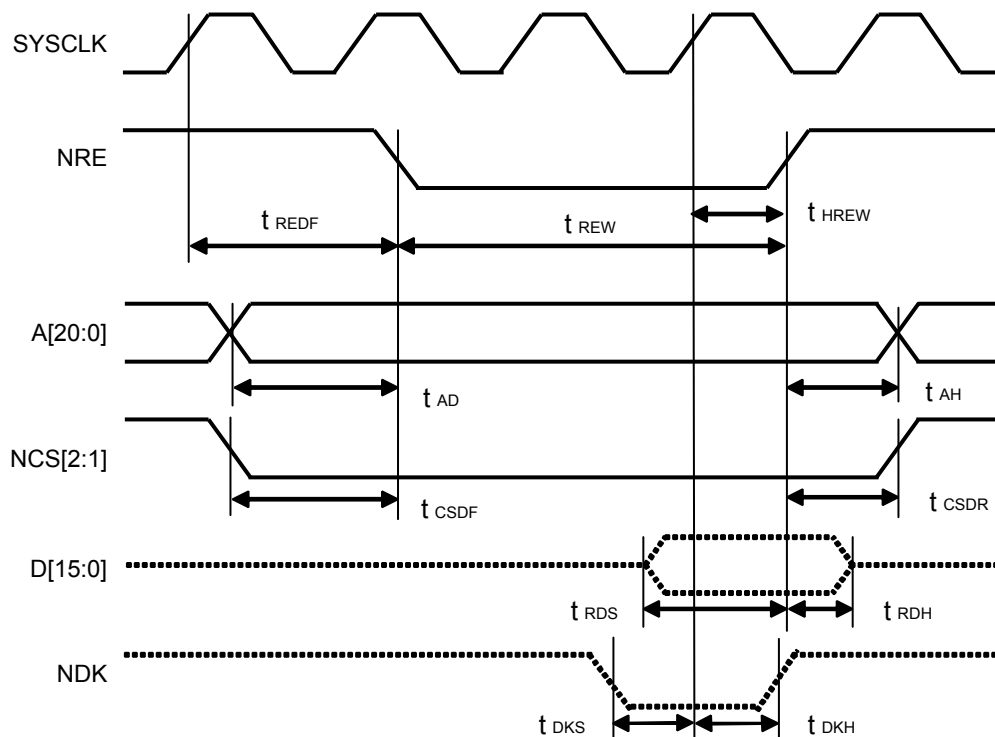 SYSCLK
NRE
t REDF
t REW
t HREW
A[20:0]
t AD
t AH
NCS[2:1]
t CSDF
t CSDR
D[15:0]
t RDS
t RDH
NDK
t DKS
t DKH